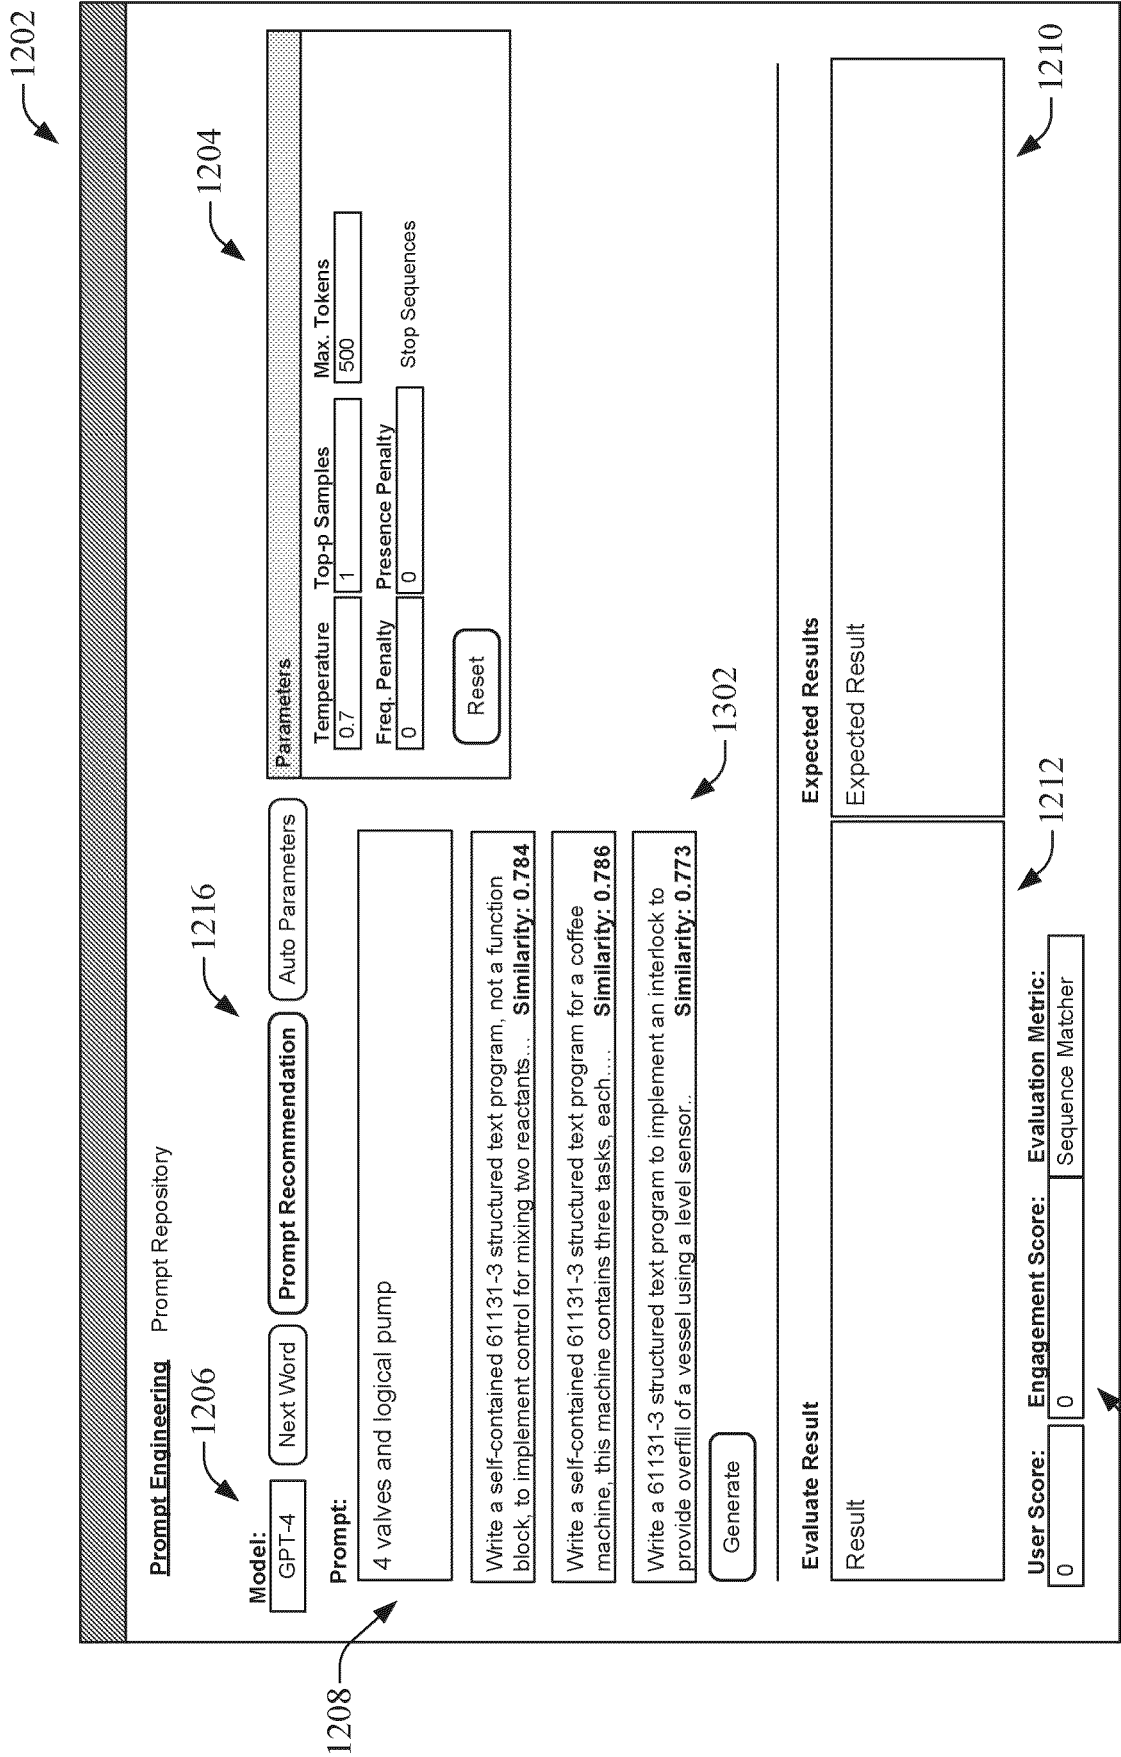 1202
Prompt Engineering Prompt Repository
1206
1216
1204
Model:
GPT-4
Next Word
Prompt Recommendation
Auto Parameters
Parameters
Temperature Top-p Samples Max. Tokens
0.7 1 500
Freq. Penalty Presence Penalty
0 0 Stop Sequences
Reset
1208
Prompt:
4 valves and logical pump
Write a self-contained 61131-3 structured text program, not a function
block, to implement control for mixing two reactants... Similarity: 0.784
Write a self-contained 61131-3 structured text program for a coffee
machine, this machine contains three tasks, each.... Similarity: 0.786
Write a 61131-3 structured text program to implement an interlock to
provide overfill of a vessel using a level sensor.. Similarity: 0.773
1302
Generate
Evaluate Result Expected Results
Result Expected Result
1212
1210
User Score: Engagement Score: Evaluation Metric:
0 0 Sequence Matcher